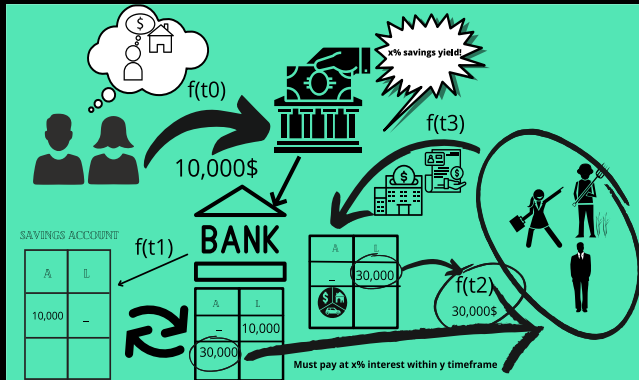 $
x% savings yield!
f(t0)
10,000$
f(t3)
$
$
SAVINGS ACCOUNT
f(t1)
BANK
A L
10,000 _
A L
_ 10,000
30,000
A L
_ 30,000
$
f(t2)
30,000$
Must pay at x% interest within y timeframe